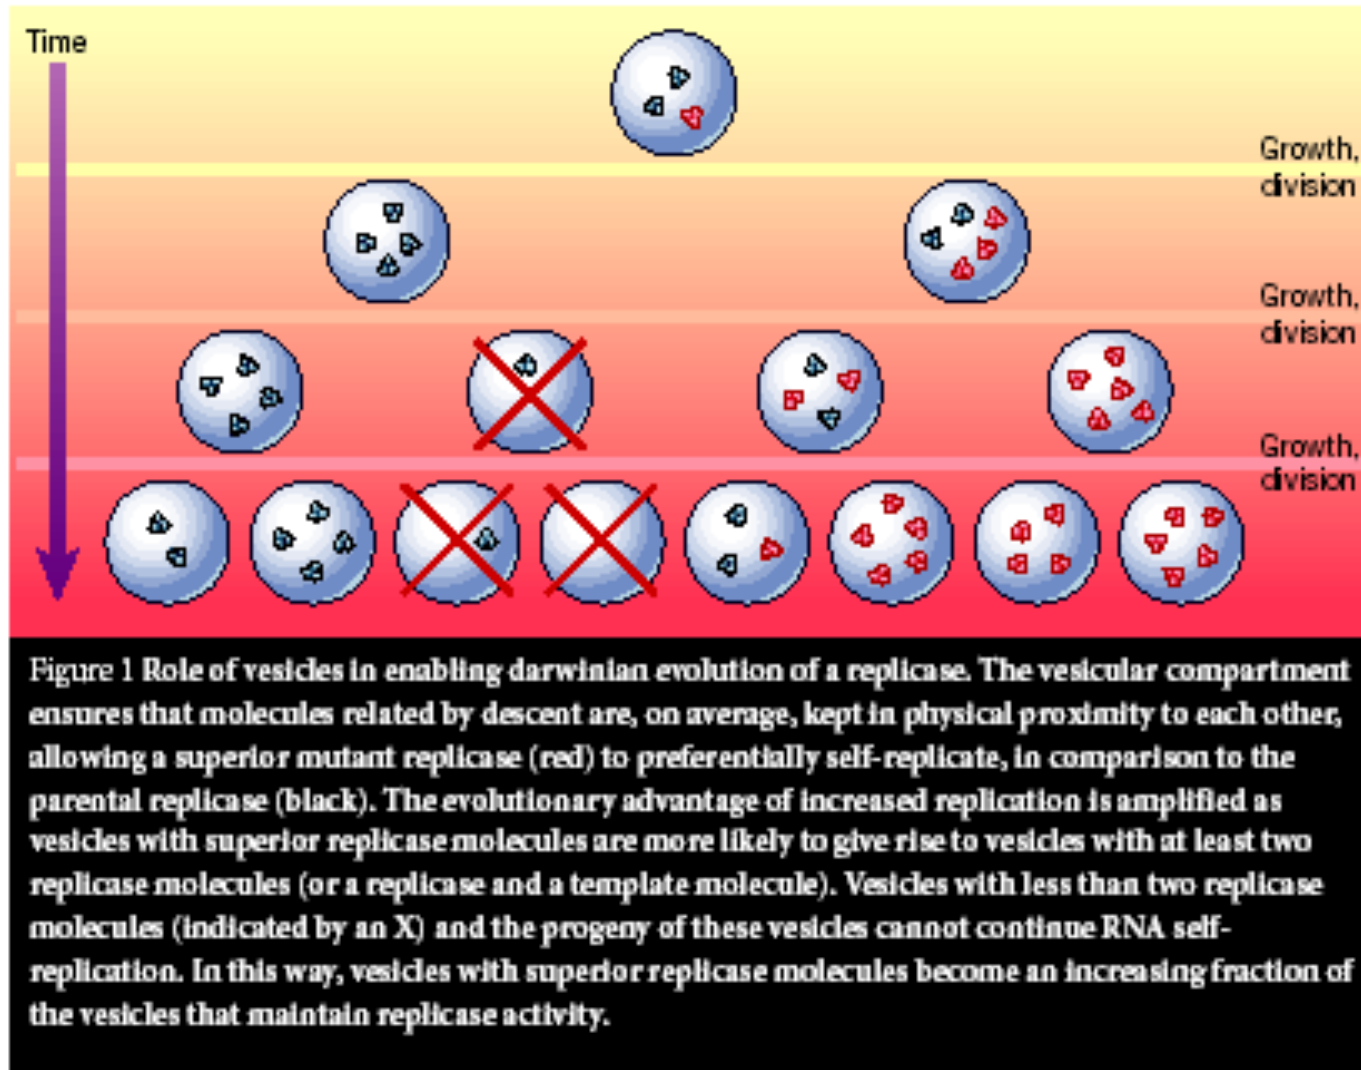 Time
Growth,
division
Growth,
division
Growth,
division
Figure 1 Role of vesicles in enabling darwinian evolution of a replicase. The vesicular compartment
ensures that molecules related by descent are, on average, kept in physical proximity to each other,
allowing a superior mutant replicase (red) to preferentially self-replicate, in comparison to the
parental replicase (black). The evolutionary advantage of increased replication is amplified as
vesicles with superior replicase molecules are more likely to give rise to vesicles with at least two
replicase molecules (or a replicase and a template molecule). Vesicles with less than two replicase
molecules (indicated by an X) and the progeny of these vesicles cannot continue RNA self-
replication. In this way, vesicles with superior replicase molecules become an increasing fraction of
the vesicles that maintain replicase activity.